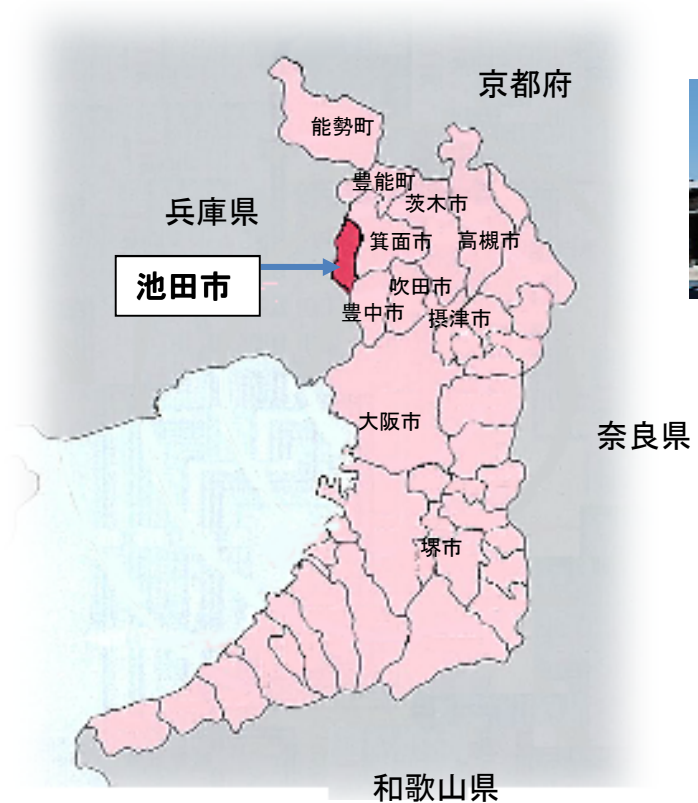 京都府
能勢町
豊能町
茨木市
兵庫県
箕面市
高槻市
池田市
吹田市
豊中市
摂津市
大阪市
奈良県
堺市
和歌山県